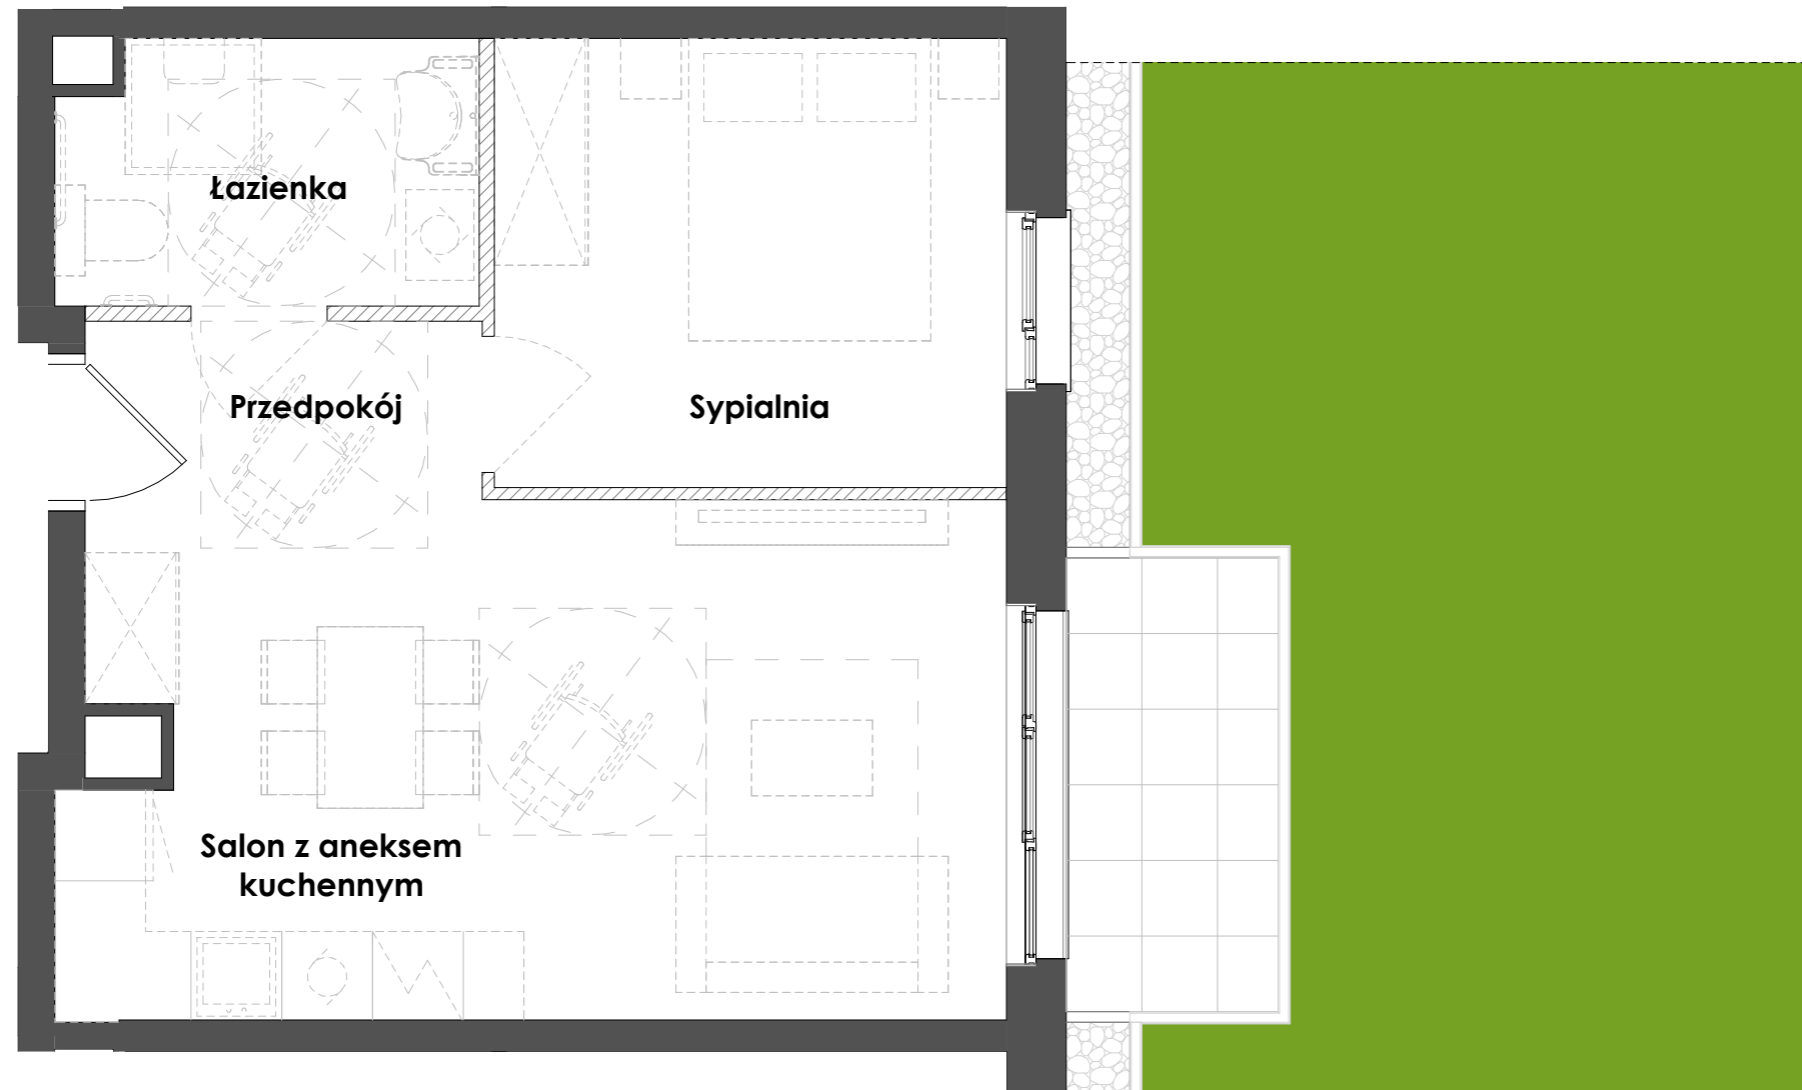 Łazienka
Przedpokój
Sypialnia
Salon z aneksem
kuchennym